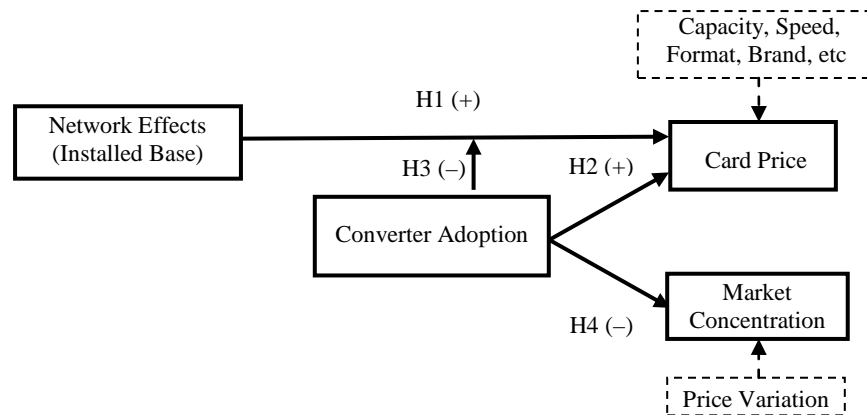 Capacity, Speed,
Format, Brand, etc
H1 (+)
Network Effects
(Installed Base)
H3 (–)
H2 (+)
Card Price
Converter Adoption
H4 (–)
Market
Concentration
Price Variation